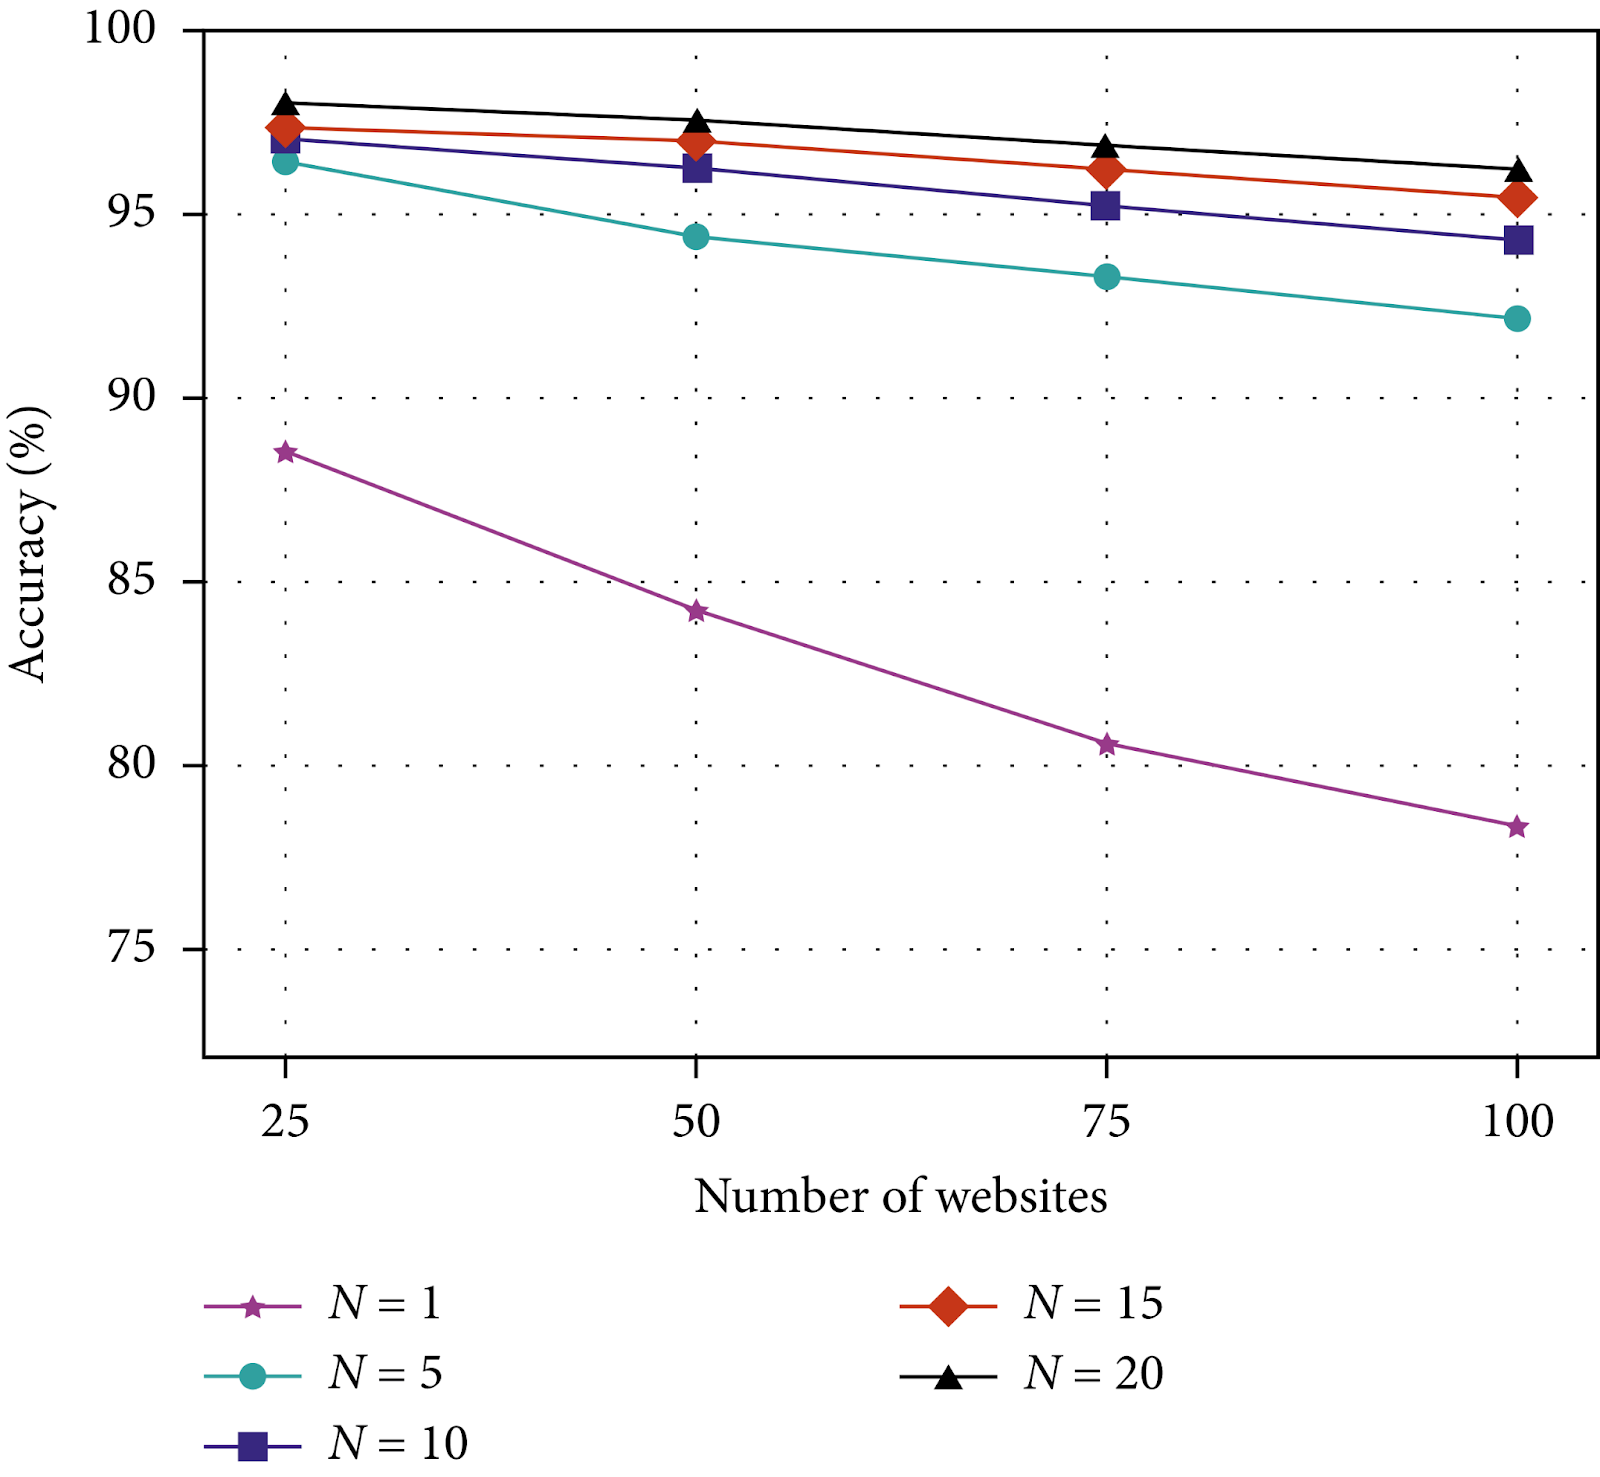 100
95
90
85
80
75
Accuracy (%)
25 50 75 100
Number of websites
N = 1
N = 5
N = 10
N = 15
N = 20